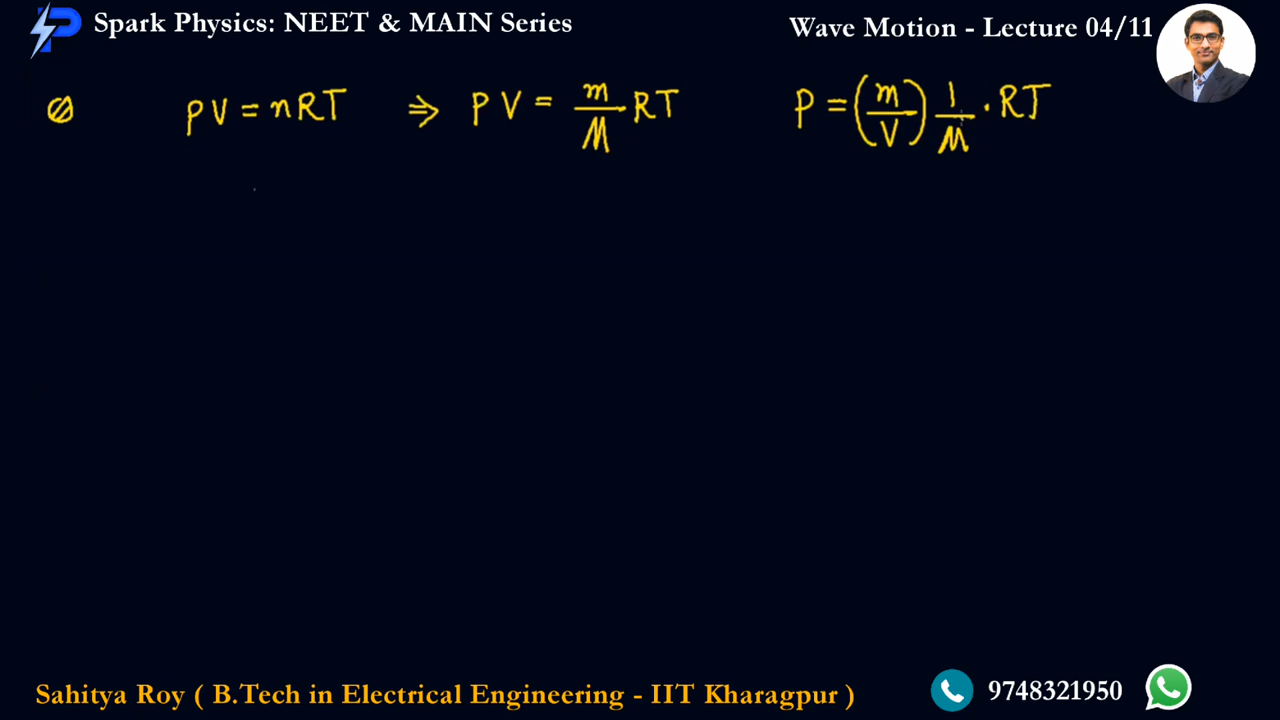 Spark Physics: NEET & MAIN Series
Wave Motion - Lecture 04/11
PV = nRT ⇒ PV = m/M RT P = (m/V) 1/M · RT
Sahitya Roy ( B.Tech in Electrical Engineering - IIT Kharagpur )
9748321950